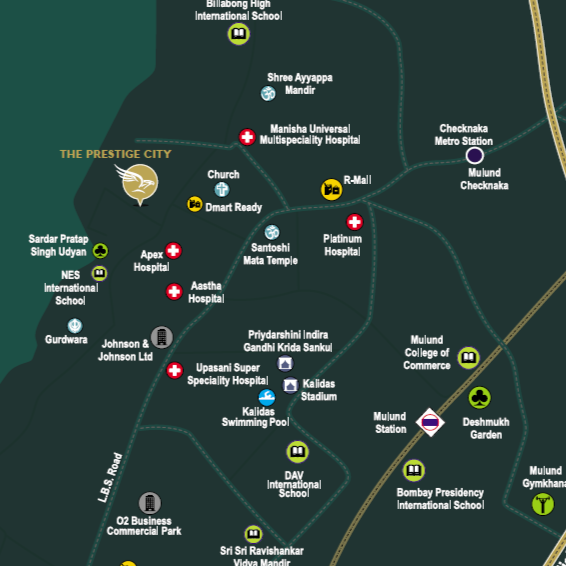 Billabong High
International School
Shree Ayyappa
Mandir
Checknaka
Metro Station
Manisha Universal
Multispeciality Hospital
THE PRESTIGE CITY
Mulund
Checknaka
Church
R-Mall
Dmart Ready
Sardar Pratap
Singh Udyan
Platinum
Hospital
Santoshi
Mata Temple
Apex
Hospital
NES
International
School
Aastha
Hospital
Gurdwara
Johnson &
Johnson Ltd
Priydarshini Indira
Gandhi Krida Sankul
Mulund
College of
Commerce
Upasani Super
Speciality Hospital
Kalidas
Stadium
Kalidas
Swimming Pool
Mulund
Station
Deshmukh
Garden
L.B.S. Road
DAV
International
School
Mulund
Gymkhana
Bombay Presidency
International School
O2 Business
Commercial Park
Sri Sri Ravishankar
Vidya Mandir